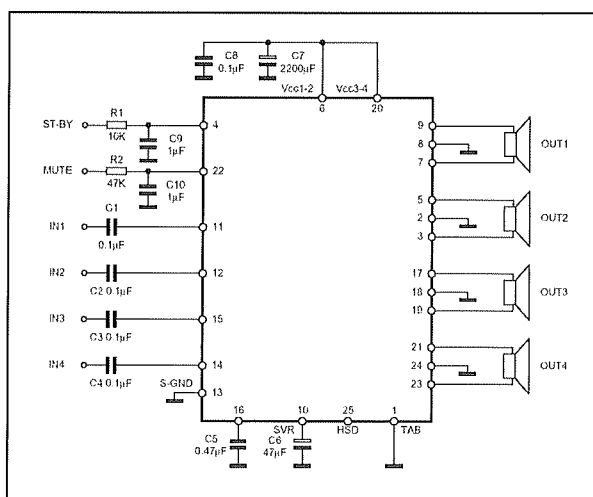 C8
0.1µF
C7
2200µF
Vcc1-2
Vcc3-4
6
20
ST-BY
R1
10K
4
C9
1µF
MUTE
R2
47K
22
C10
1µF
IN1
C1
0.1µF
11
IN2
C2 0.1µF
12
IN3
C3 0.1µF
15
IN4
C4 0.1µF
14
S-GND
13
9
8
7
OUT1
5
2
3
OUT2
17
18
19
OUT3
21
24
23
OUT4
16
10
25
1
SVR
HSD
TAB
C5
0.47µF
C6
47µF